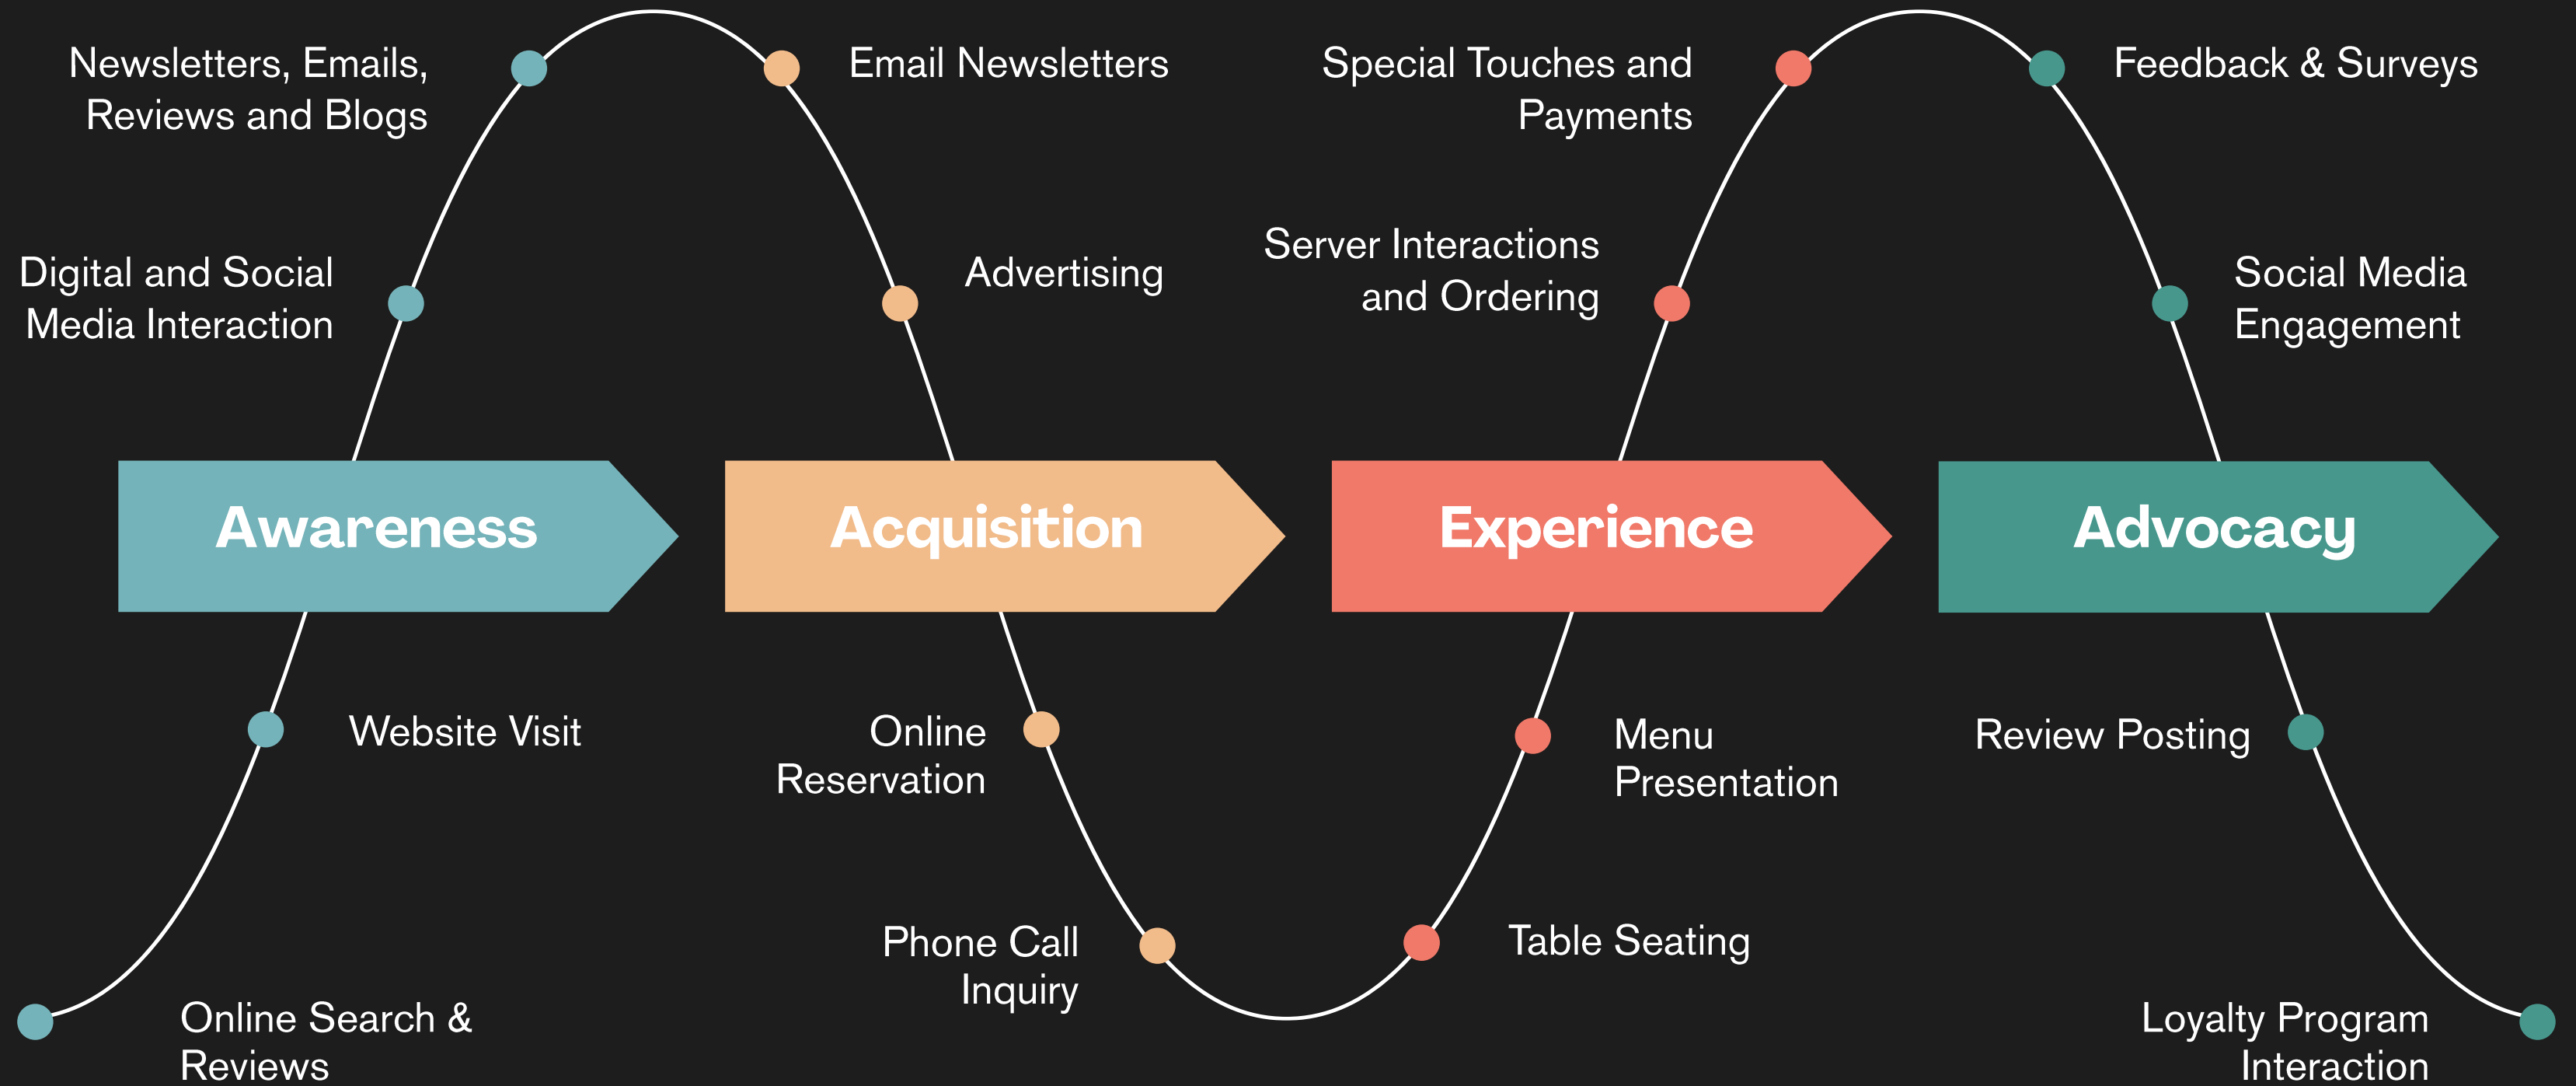 Newsletters, Emails,
Reviews and Blogs
Email Newsletters
Special Touches and
Payments
Feedback & Surveys
Digital and Social
Media Interaction
Advertising
Server Interactions
and Ordering
Social Media
Engagement
Awareness
Acquisition
Experience
Advocacy
Website Visit
Online
Reservation
Menu
Presentation
Review Posting
Online Search &
Reviews
Phone Call
Inquiry
Table Seating
Loyalty Program
Interaction